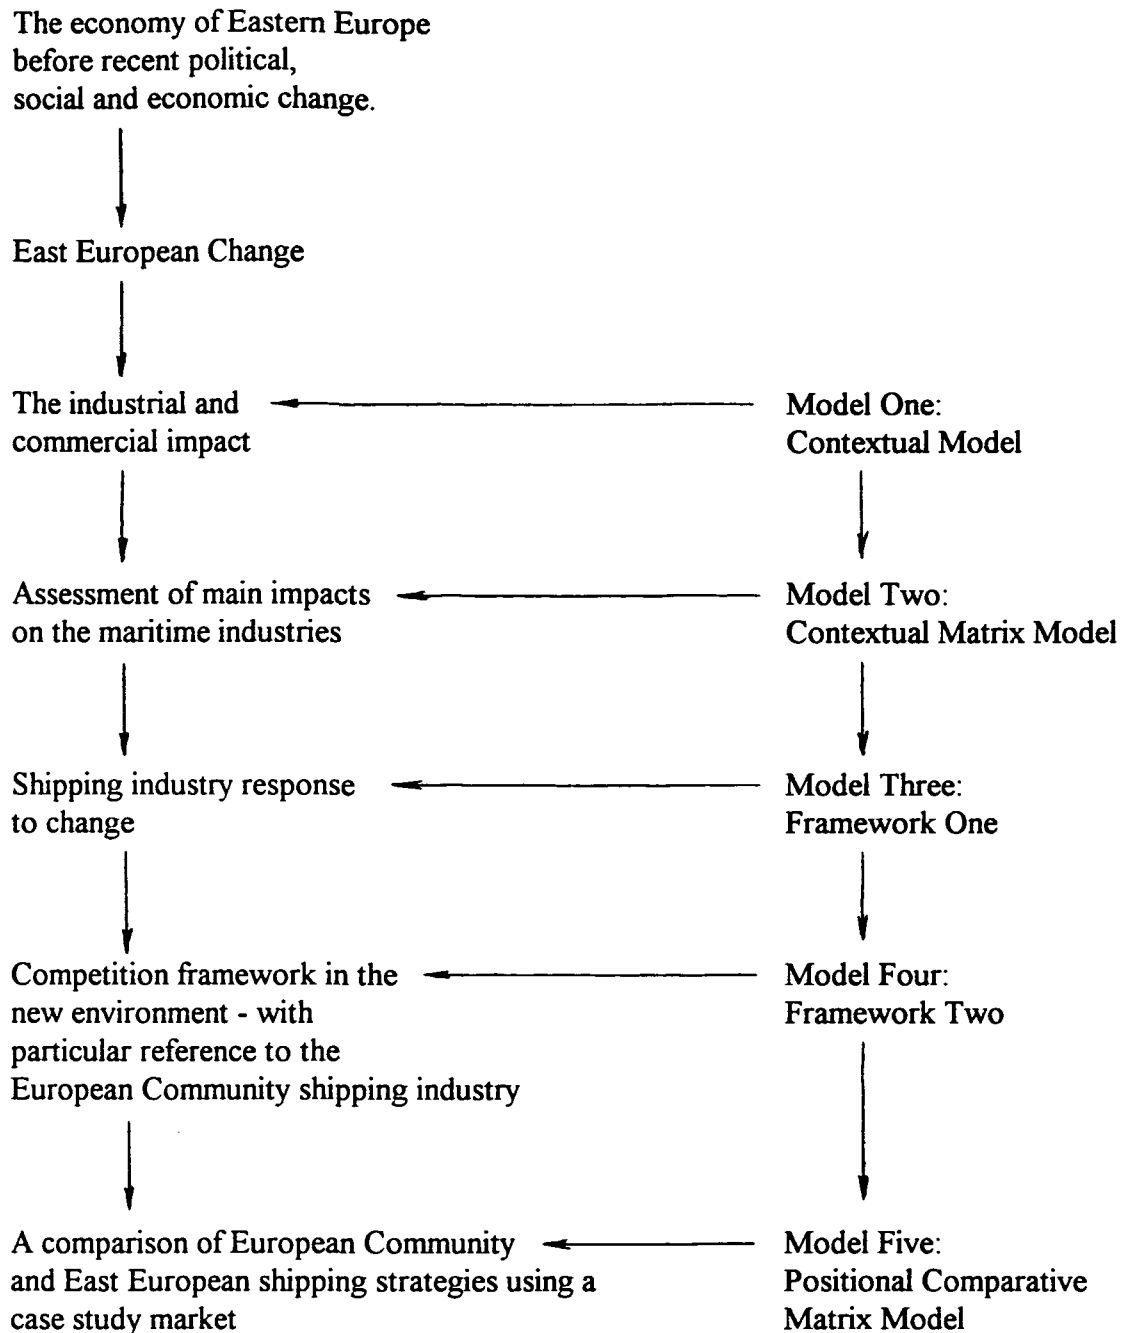 The economy of Eastern Europe
before recent political,
social and economic change.
East European Change
The industrial and
commercial impact
Model One:
Contextual Model
Assessment of main impacts
on the maritime industries
Model Two:
Contextual Matrix Model
Shipping industry response
to change
Model Three:
Framework One
Competition framework in the
new environment - with
particular reference to the
European Community shipping industry
Model Four:
Framework Two
A comparison of European Community
and East European shipping strategies using a
case study market
Model Five:
Positional Comparative
Matrix Model